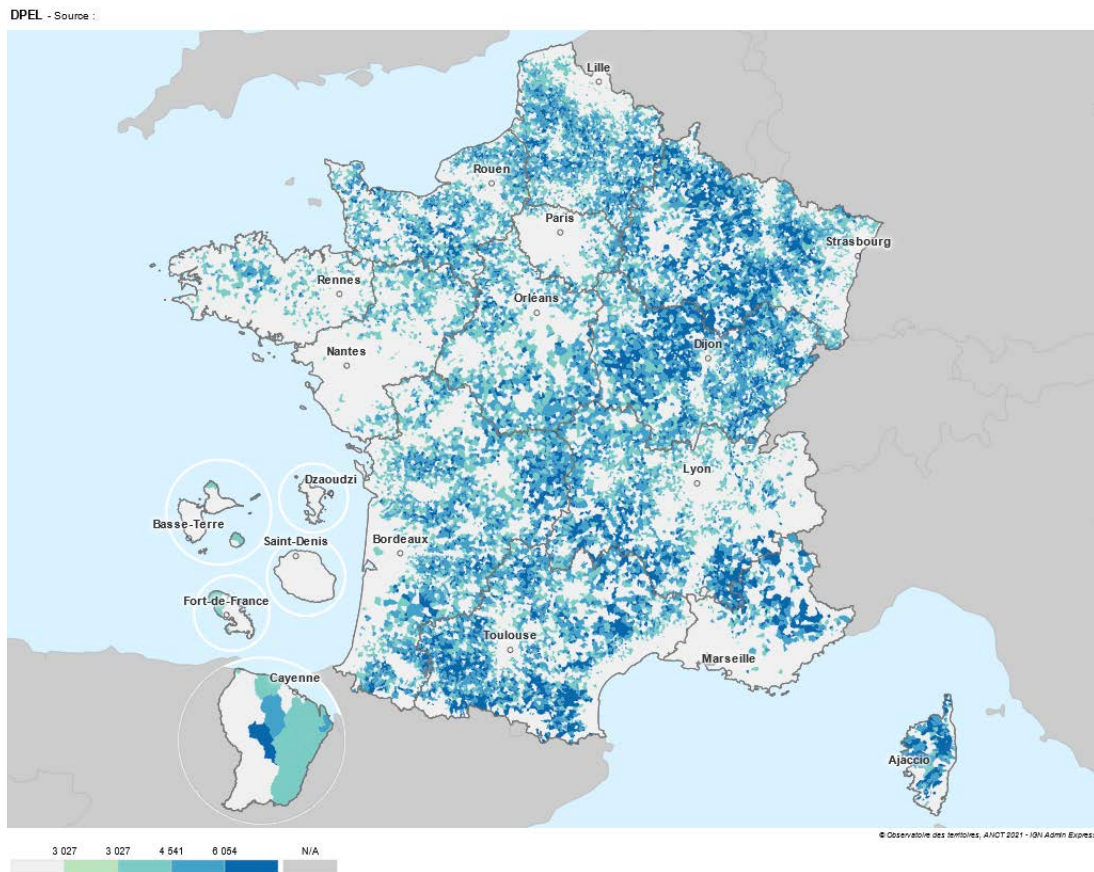 DPEL - Source :
Lille
Rouen
Paris
Strasbourg
Rennes
Orléans
Nantes
Dijon
Lyon
Dzaoudzi
Basse-Terre
Saint-Denis
Bordeaux
Fort-de-France
Toulouse
Marseille
Cayenne
Ajaccio
© Observatoire des territoires, ANCT 2021 - IGN Admin Express
3 027 3 027 4 541 6 054 N/A